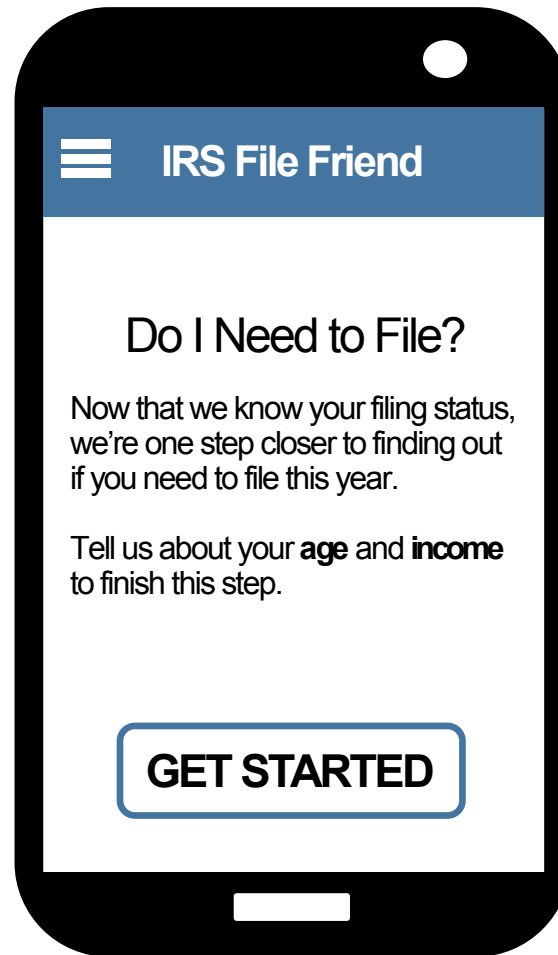 IRS File Friend
Do I Need to File?
Now that we know your filing status,
we’re one step closer to finding out
if you need to file this year.
Tell us about your age and income
to finish this step.
GET STARTED